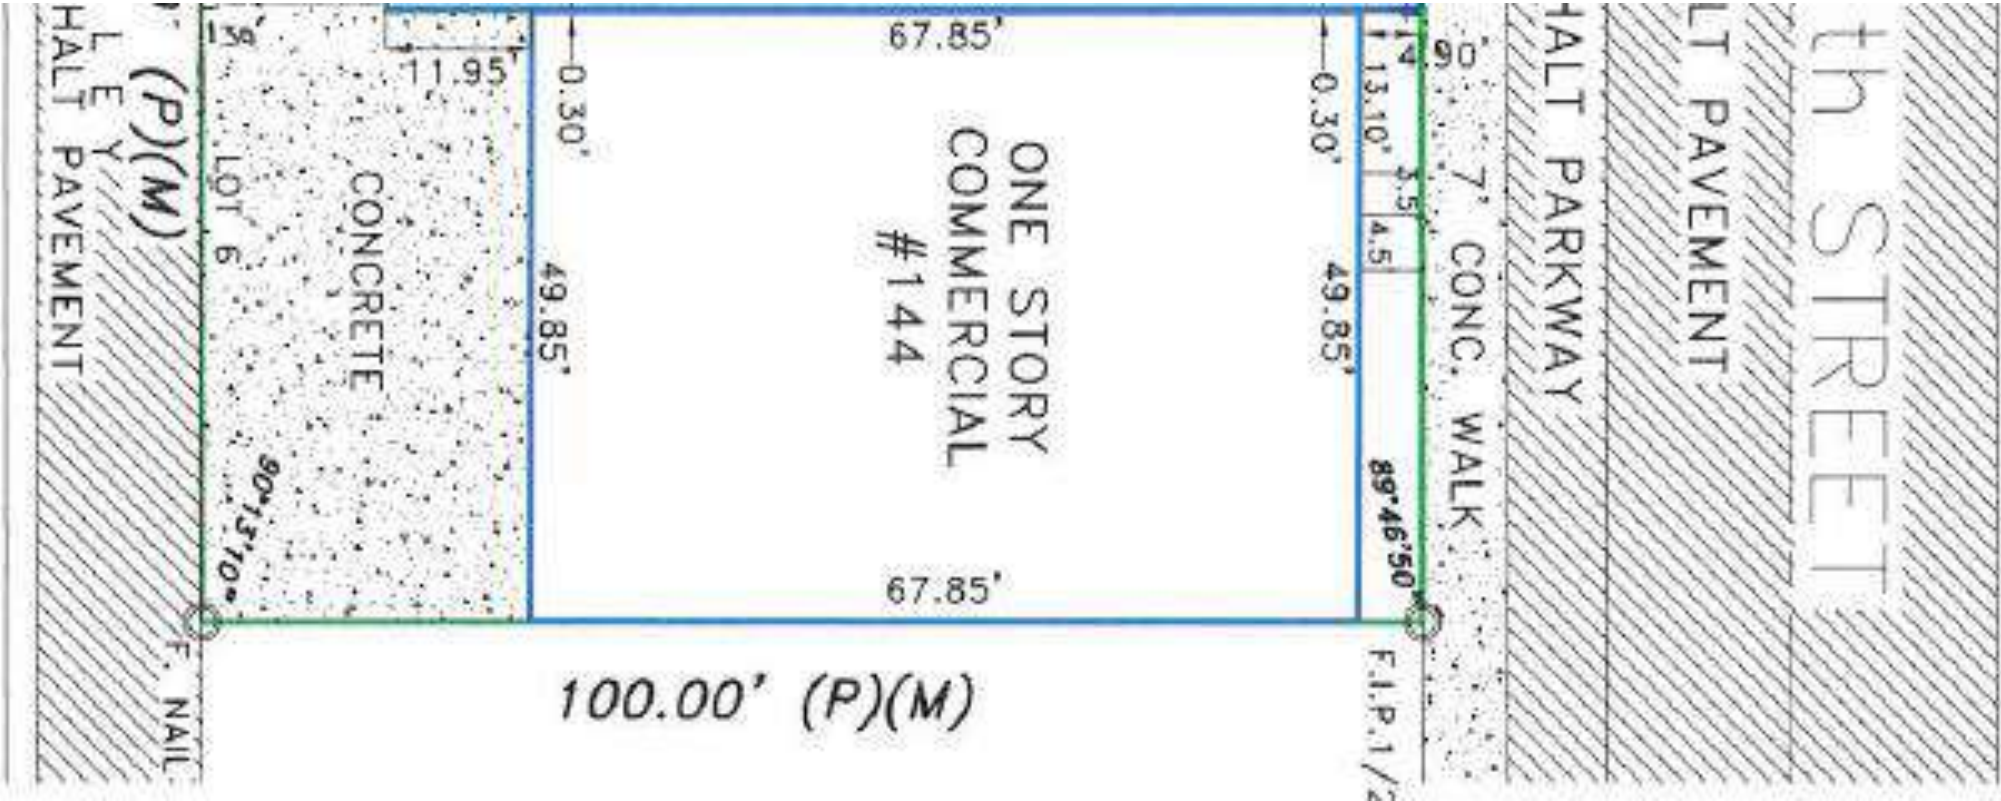 HALT PAVEMENT
L E Y
(P)(M)
LOT 6
CONCRETE
90°13'10"
F. NAIL
11.95'
0.30'
49.85'
67.85'
ONE STORY
COMMERCIAL
#144
67.85'
100.00' (P)(M)
0.30'
49.85'
13.10'
3.5'
4.5'
89°46'50"
F.I.P.1/2
7' CONC. WALK
HALT PARKWAY
LT PAVEMENT
th STREET